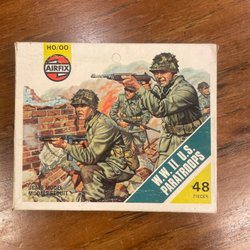 HO/OO
AIRFIX
W.W. II U.S.
PARATROOPS
48
PIECES